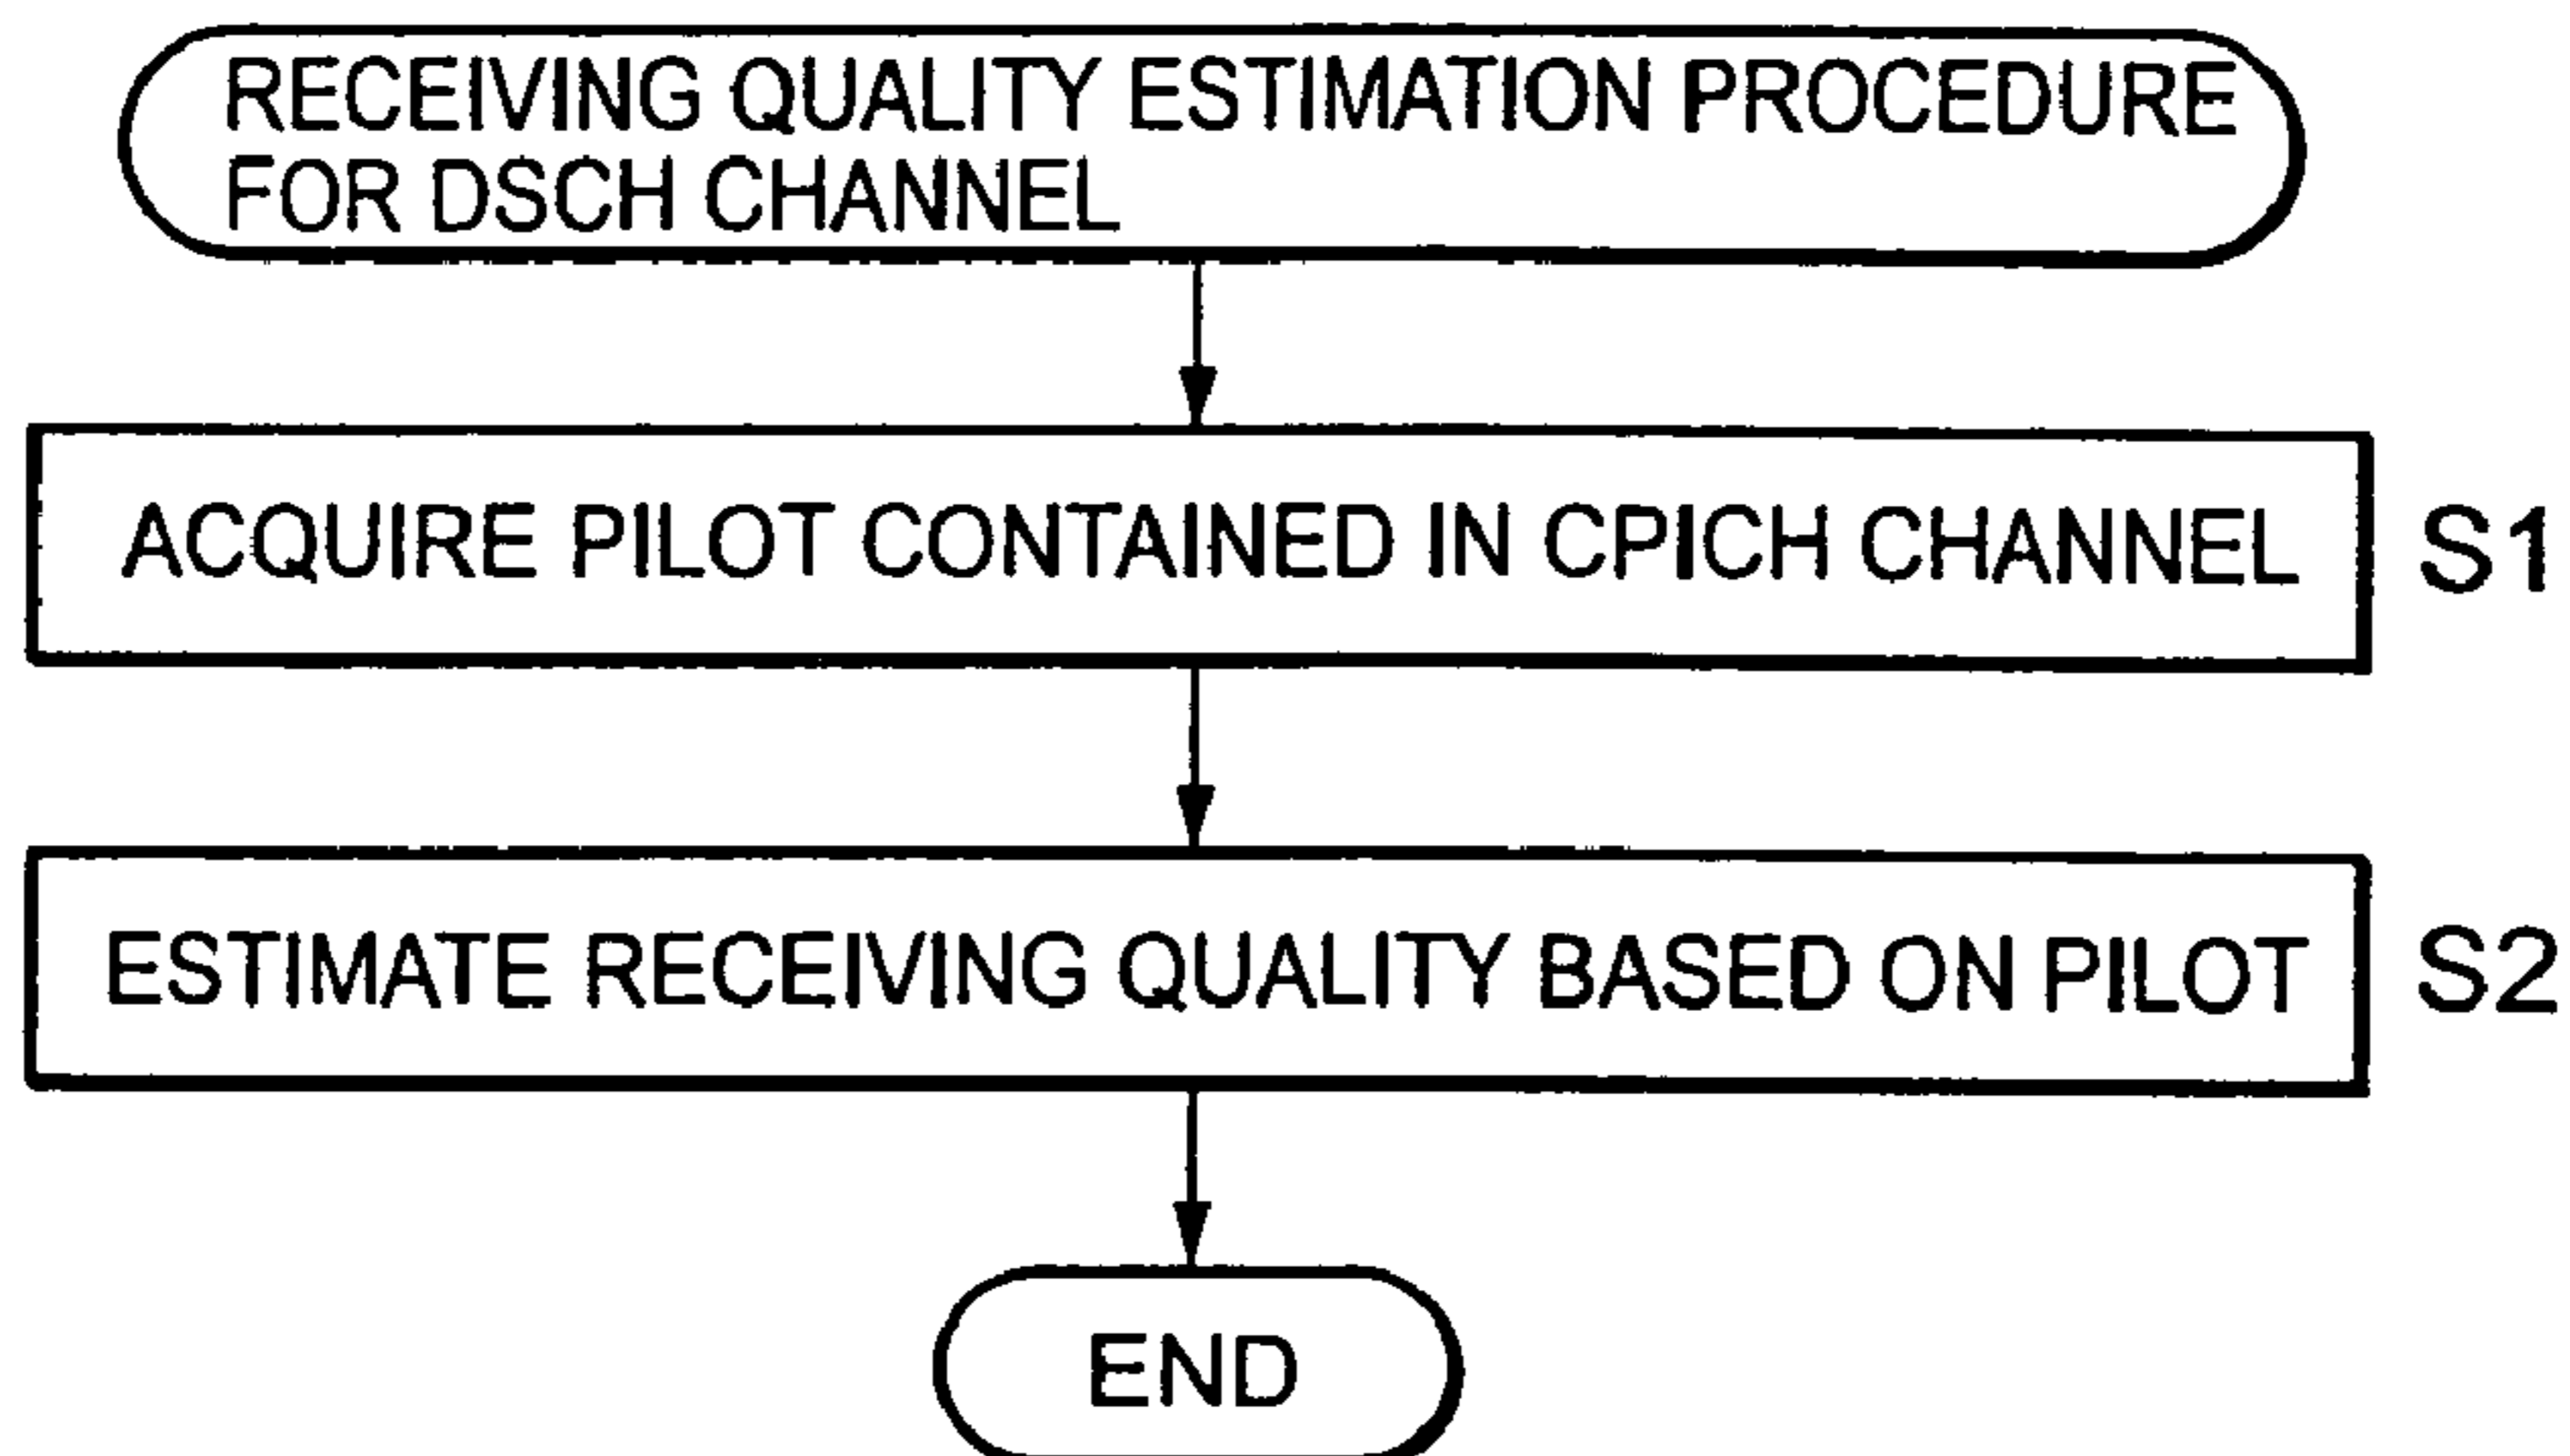 RECEIVING QUALITY ESTIMATION PROCEDURE
FOR DSCH CHANNEL
ACQUIRE PILOT CONTAINED IN CPICH CHANNEL
S1
ESTIMATE RECEIVING QUALITY BASED ON PILOT
S2
END